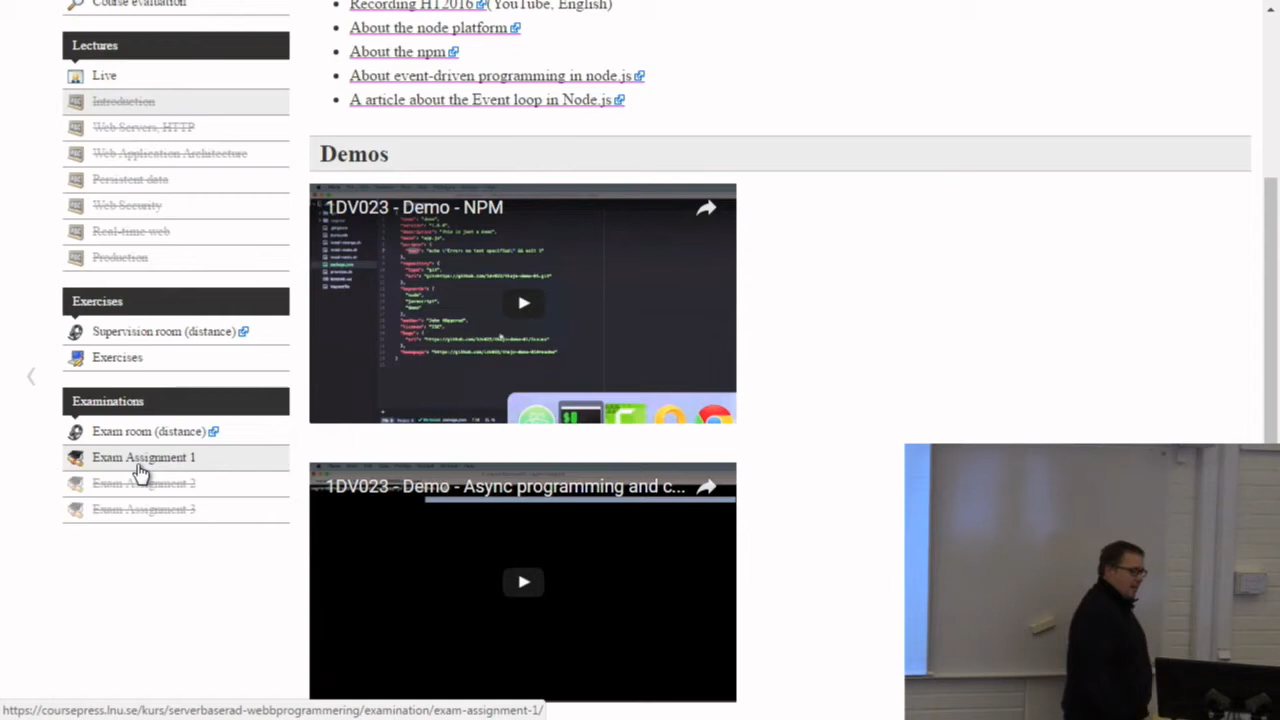 Course evaluation
Lectures
Live
Introduction
Web Servers, HTTP
Web Application Architecture
Persistent data
Web Security
Real-time web
Production
Exercises
Supervision room (distance)
Exercises
Examinations
Exam room (distance)
Exam Assignment 1
Exam Assignment 2
Exam Assignment 3
Recording HT2016 (YouTube, English)
About the node platform
About the npm
About event-driven programming in node.js
A article about the Event loop in Node.js
Demos
1DV023 - Demo - NPM
1DV023 - Demo - Async programming and c...
https://coursepress.lnu.se/kurs/serverbaserad-webbprogrammering/examination/exam-assignment-1/